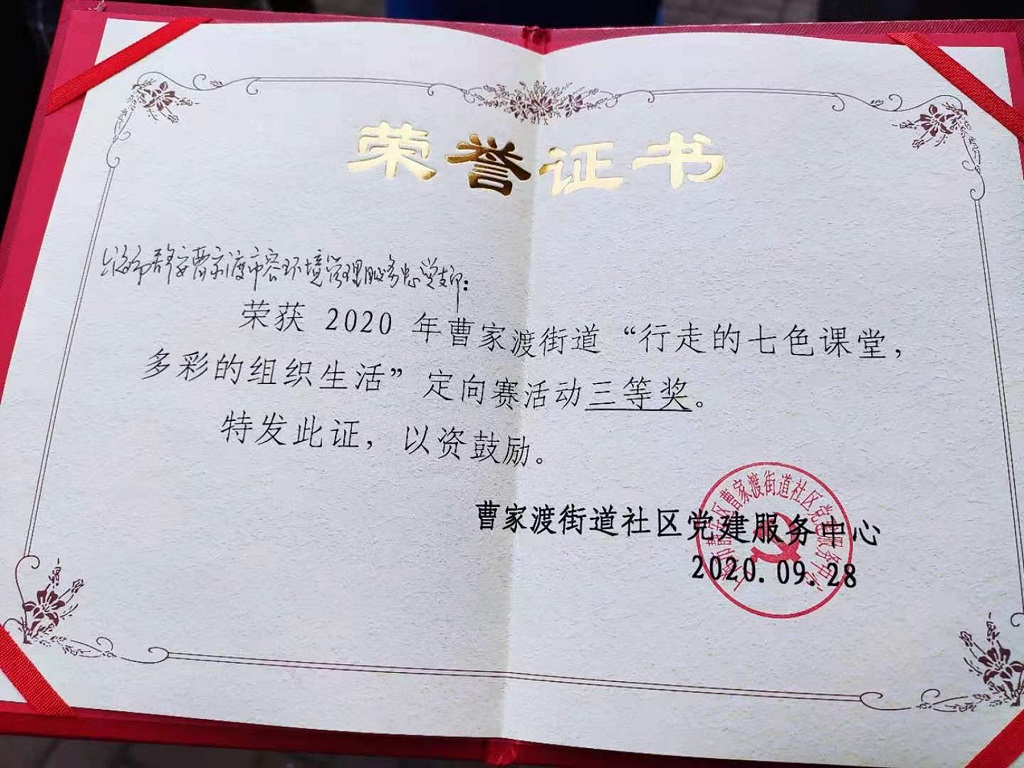 荣誉证书
上海市静安曹家渡市容环境管理服务总党支部：
荣获 2020 年曹家渡街道“行走的七色课堂，
多彩的组织生活”定向赛活动三等奖。
特发此证，以资鼓励。
曹家渡街道社区党建服务中心
2020.09.28